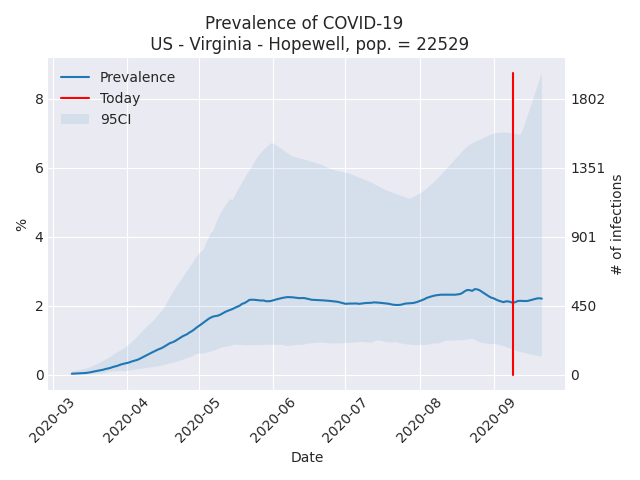 Prevalence of COVID-19
US - Virginia - Hopewell, pop. = 22529
Prevalence
Today
95CI
8
6
4
2
0
%
1802
1351
901
450
0
# of infections
2020-03
2020-04
2020-05
2020-06
2020-07
2020-08
2020-09
Date